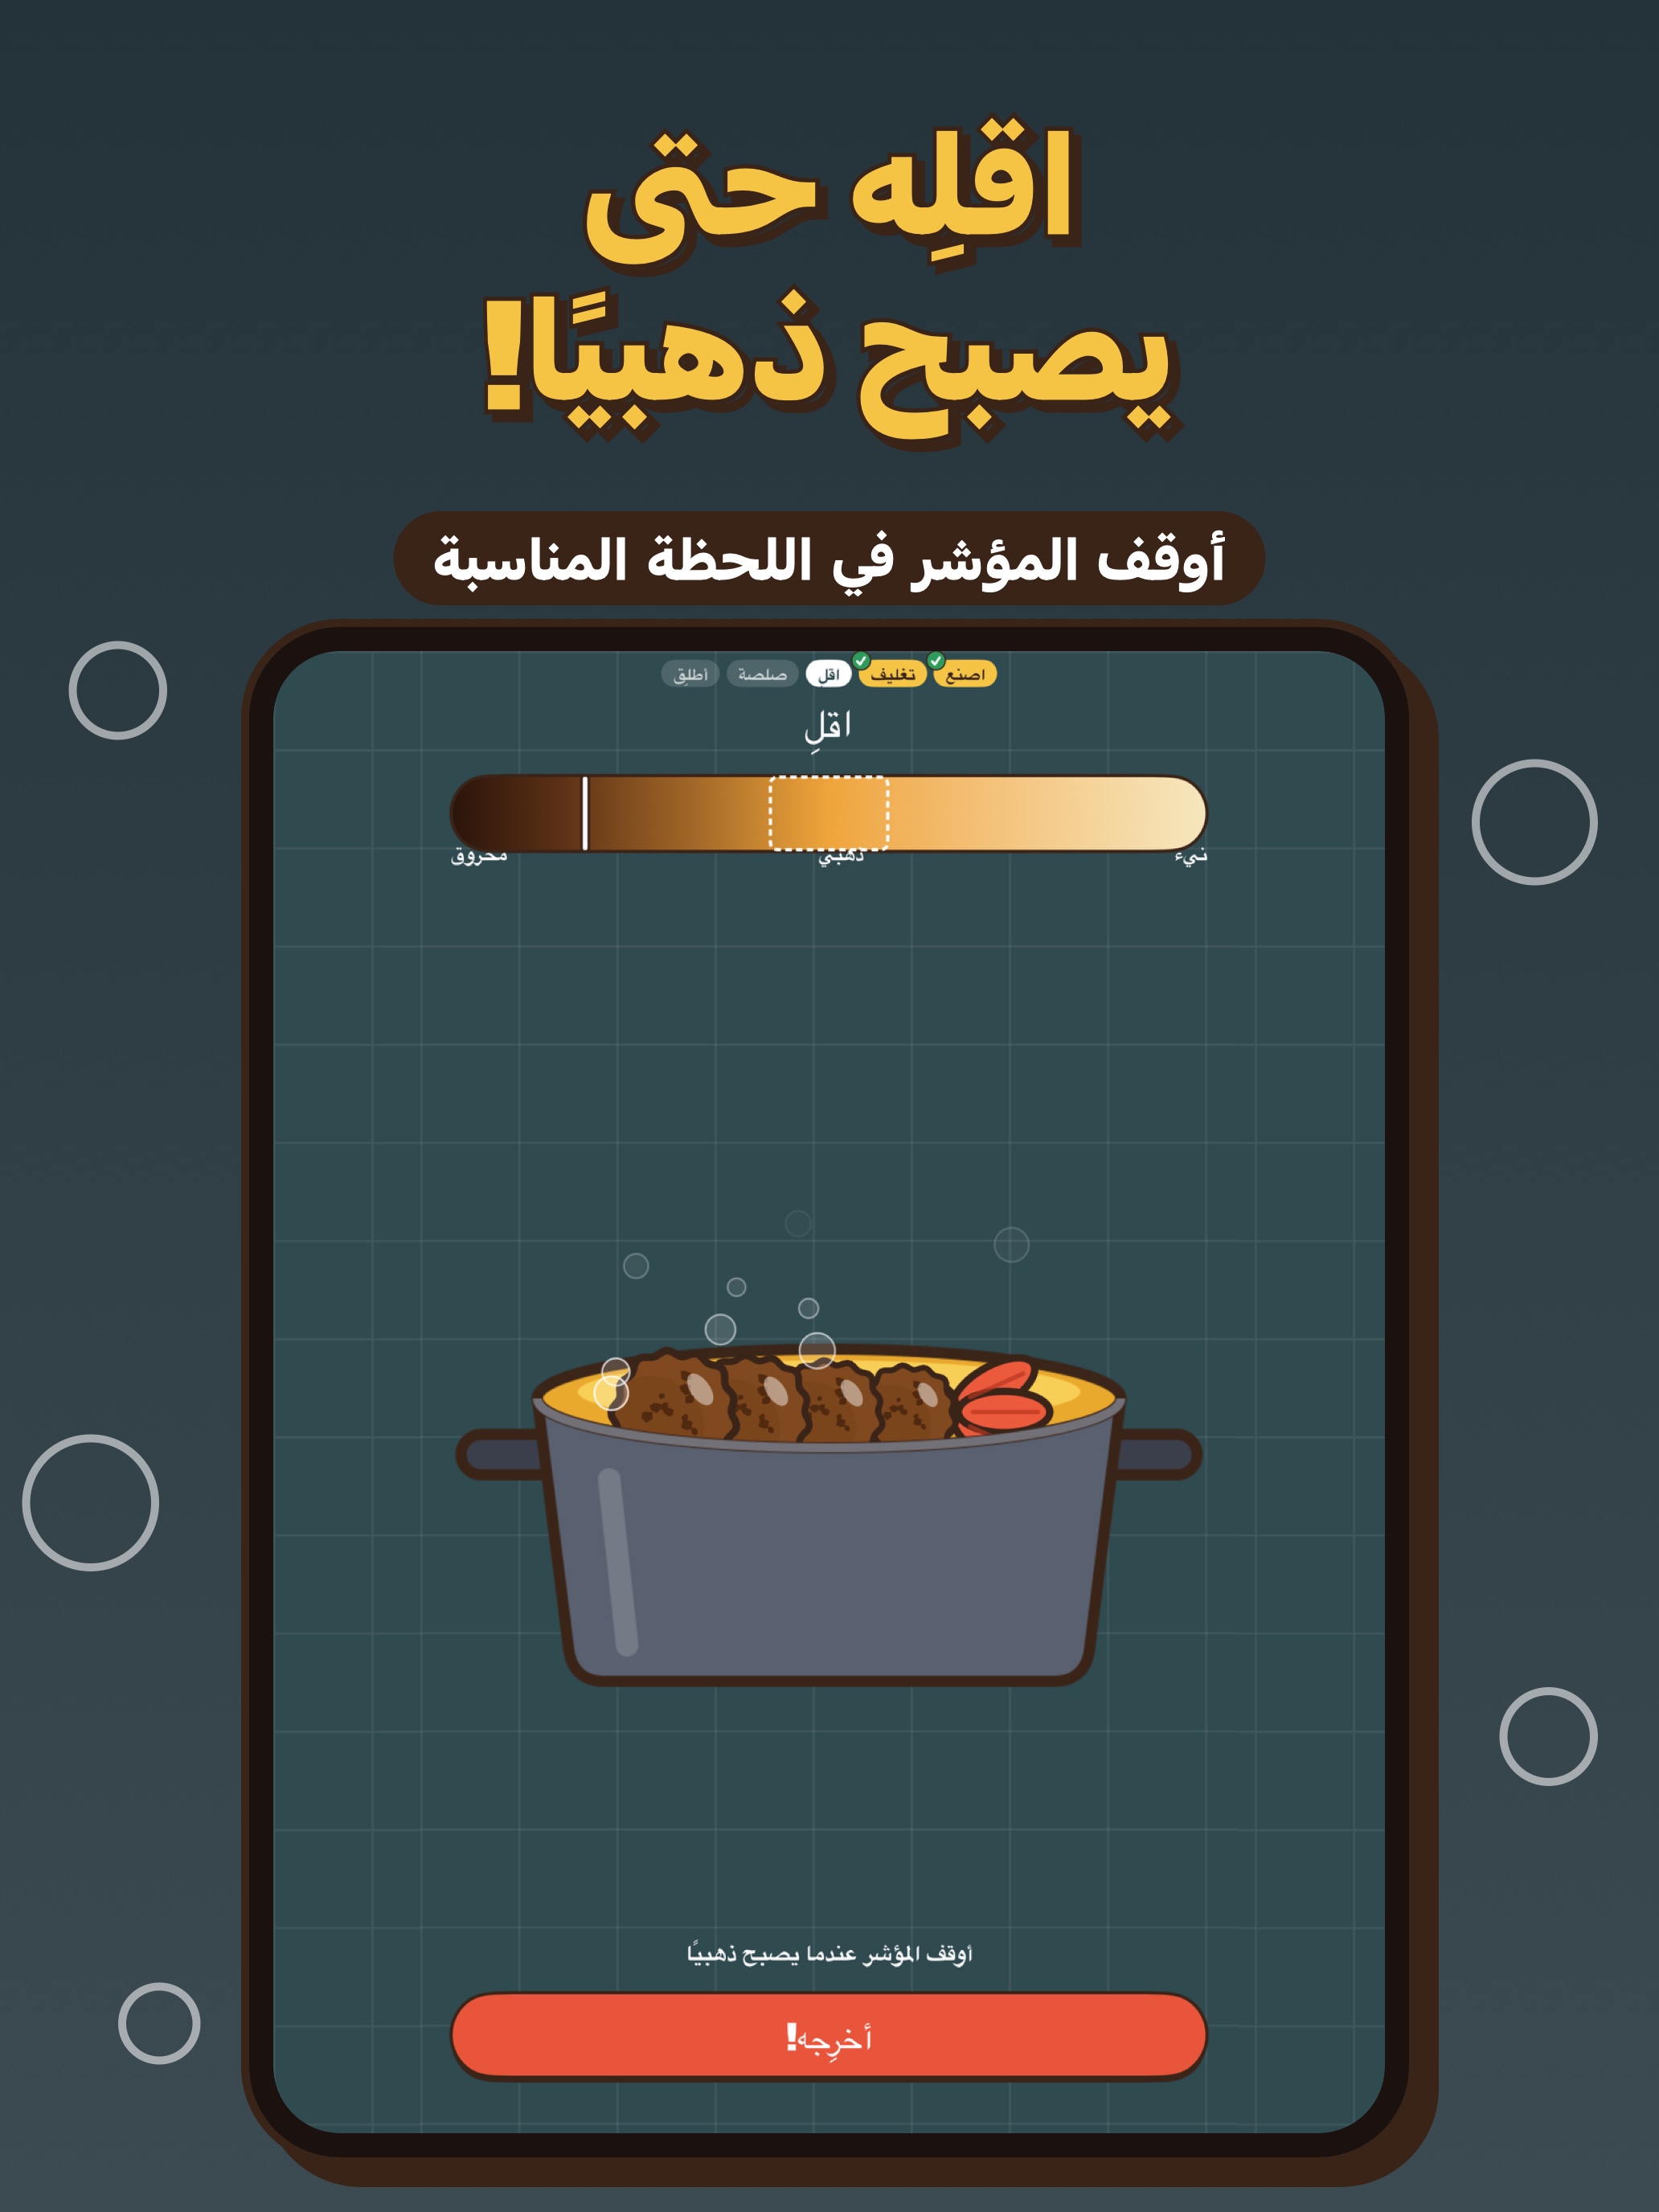 اقلِه حتى
يصبح ذهبيًا!
أوقف المؤشر في اللحظة المناسبة
اصنع تغليف اقلِ صلصة أطلِق
اقلِ
نيء ذهبي محروق
أوقف المؤشر عندما يصبح ذهبيًا
أخرِجه!